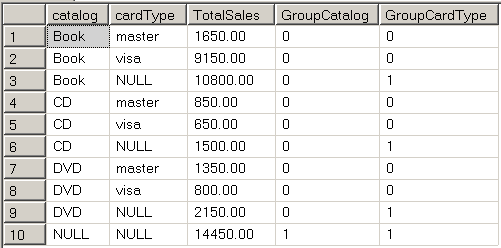 catalog cardType TotalSales GroupCatalog GroupCardType
1 Book master 1650.00 0 0
2 Book visa 9150.00 0 0
3 Book NULL 10800.00 0 1
4 CD master 850.00 0 0
5 CD visa 650.00 0 0
6 CD NULL 1500.00 0 1
7 DVD master 1350.00 0 0
8 DVD visa 800.00 0 0
9 DVD NULL 2150.00 0 1
10 NULL NULL 14450.00 1 1